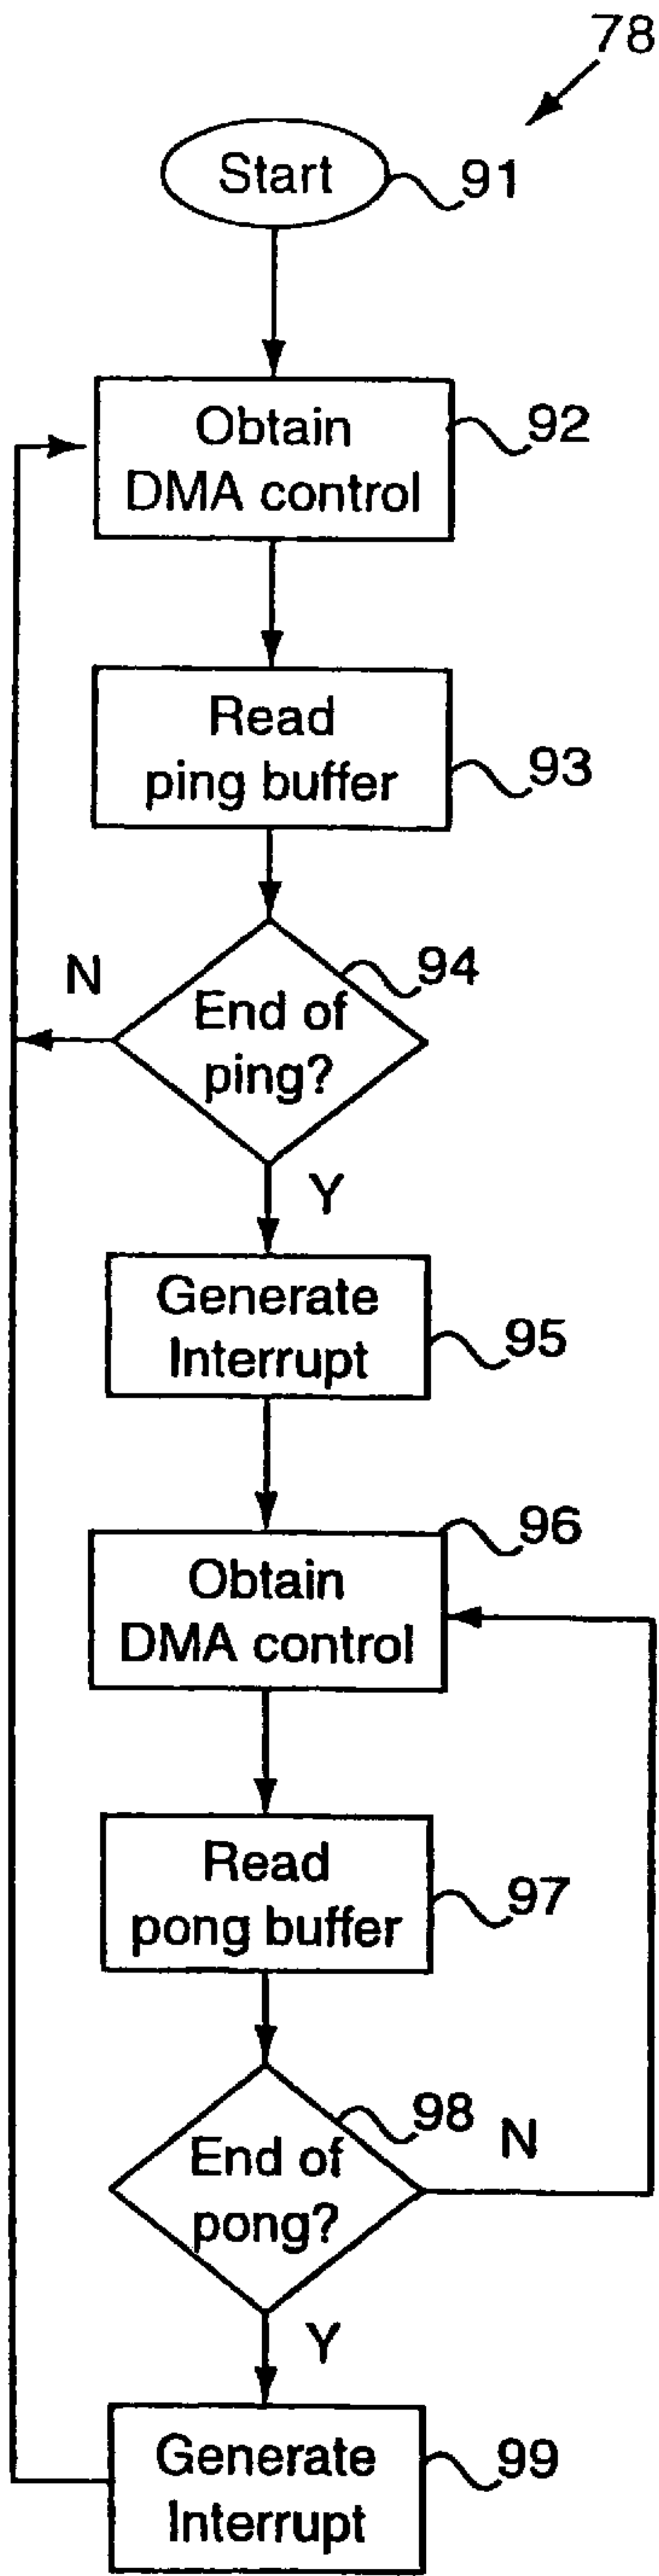 78
Start
91
Obtain
DMA control
92
Read
ping buffer
93
94
N
End of
ping?
Y
Generate
Interrupt
95
96
Obtain
DMA control
Read
pong buffer
97
98
N
End of
pong?
Y
Generate
Interrupt
99